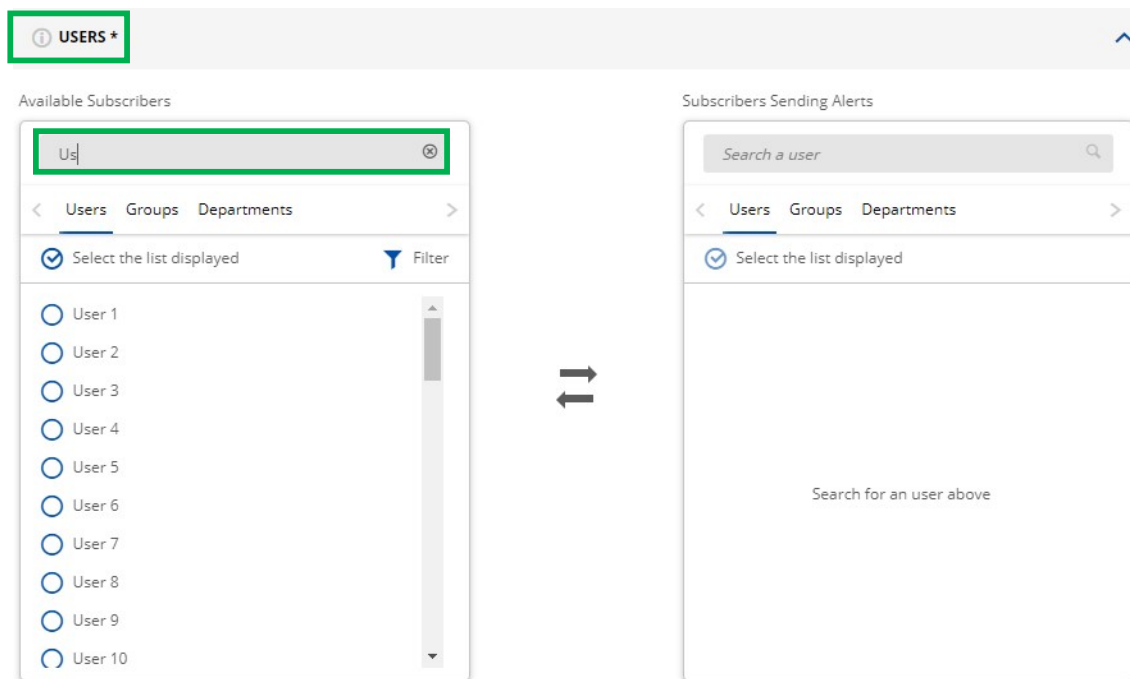 USERS *
Available Subscribers
Us
Users Groups Departments
Select the list displayed Filter
User 1
User 2
User 3
User 4
User 5
User 6
User 7
User 8
User 9
User 10
Subscribers Sending Alerts
Search a user
Users Groups Departments
Select the list displayed
Search for an user above